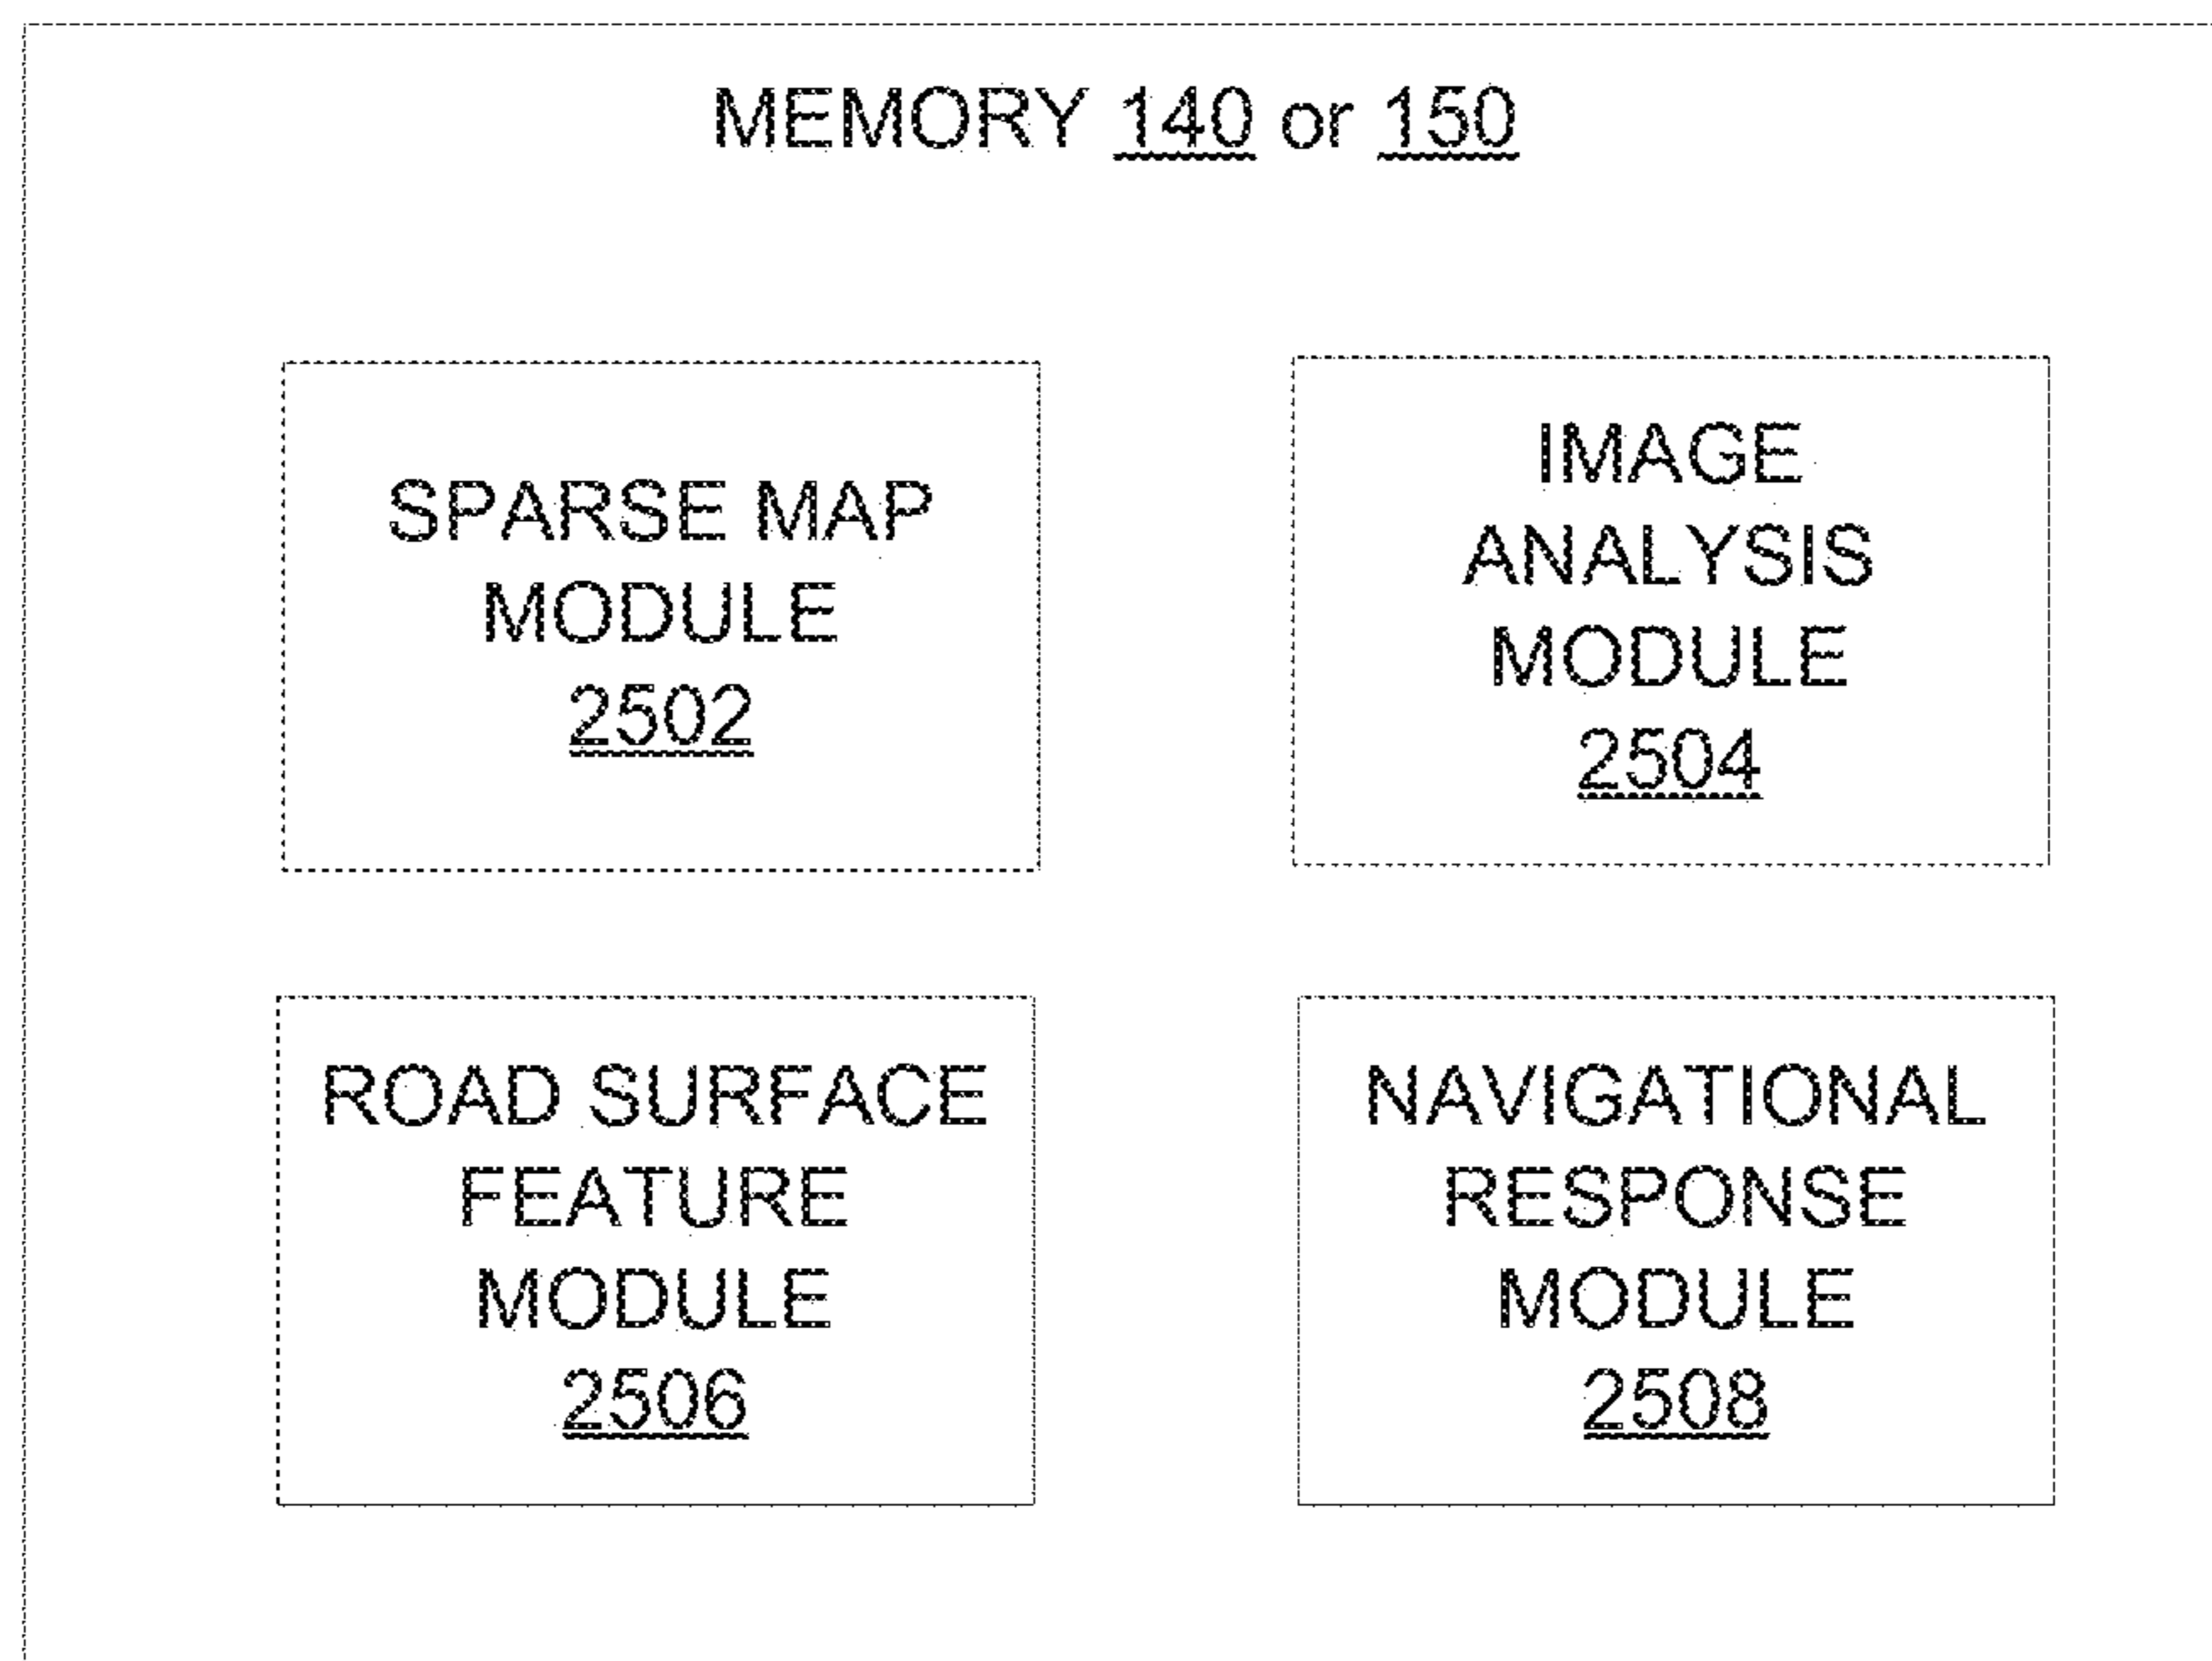 MEMORY 140 or 150
SPARSE MAP
MODULE
2502
IMAGE
ANALYSIS
MODULE
2504
ROAD SURFACE
FEATURE
MODULE
2506
NAVIGATIONAL
RESPONSE
MODULE
2508